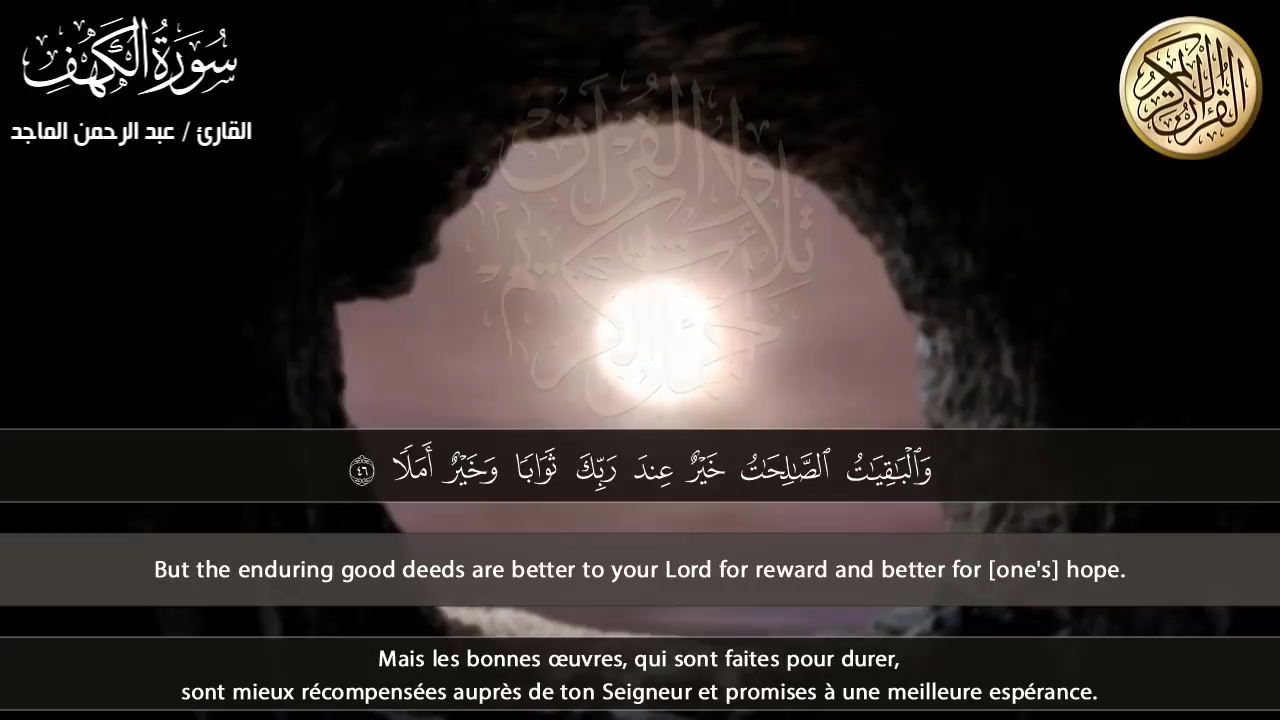 سُورَةُ الكَهْفِ
القارئ / عبد الرحمن الماجد
القرآن الكريم
وَٱلْبَـٰقِيَـٰتُ ٱلصَّـٰلِحَـٰتُ خَيْرٌ عِندَ رَبِّكَ ثَوَابًا وَخَيْرٌ أَمَلًا ٤٦
But the enduring good deeds are better to your Lord for reward and better for [one's] hope.
Mais les bonnes œuvres, qui sont faites pour durer,
sont mieux récompensées auprès de ton Seigneur et promises à une meilleure espérance.